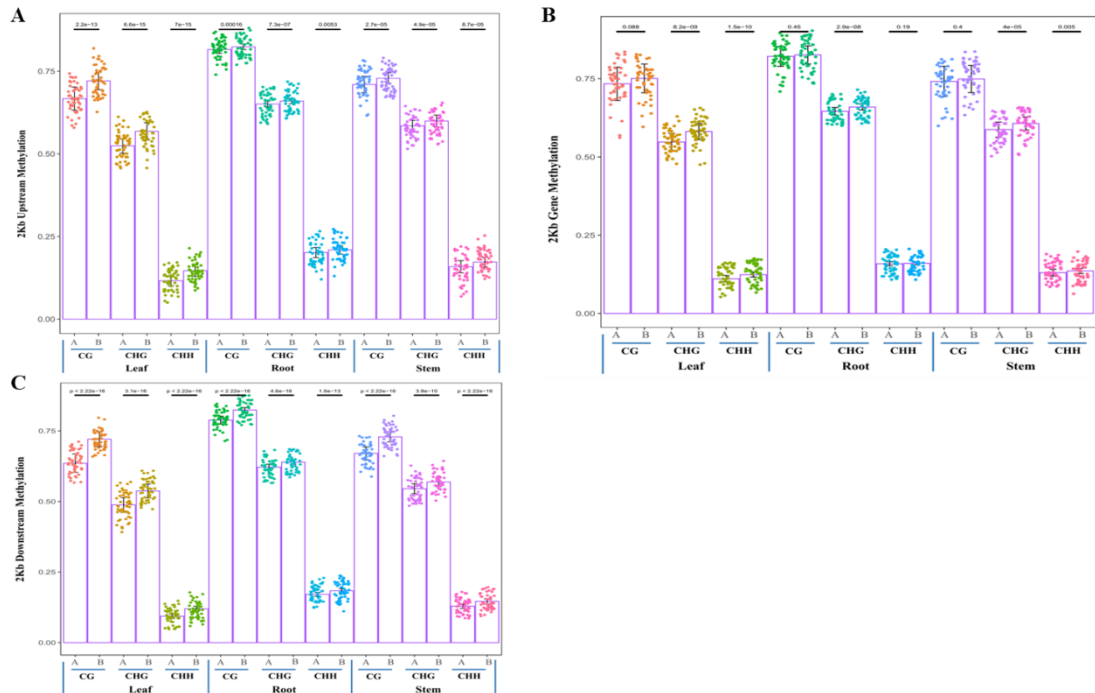 A
2.2e-13 6.6e-15 7e-15 0.00016 7.3e-07 0.0053 2.7e-05 4.9e-05 8.7e-05
2Kb Upstream Methylation
0.75
0.50
0.25
0.00
A B A B A B A B A B A B A B A B A B
CG CHG CHH CG CHG CHH CG CHG CHH
Leaf Root Stem
B
0.088 8.2e-09 1.5e-10 0.45 2.9e-08 0.19 0.4 4e-05 0.005
2Kb Gene Methylation
0.75
0.50
0.25
0.00
A B A B A B A B A B A B A B A B A B
CG CHG CHH CG CHG CHH CG CHG CHH
Leaf Root Stem
C
p < 2.22e-16 3.1e-16 p < 2.22e-16 p < 2.22e-16 4.6e-16 1.8e-13 p < 2.22e-16 3.8e-10 p < 2.22e-16
2Kb Downstream Methylation
0.75
0.50
0.25
0.00
A B A B A B A B A B A B A B A B A B
CG CHG CHH CG CHG CHH CG CHG CHH
Leaf Root Stem